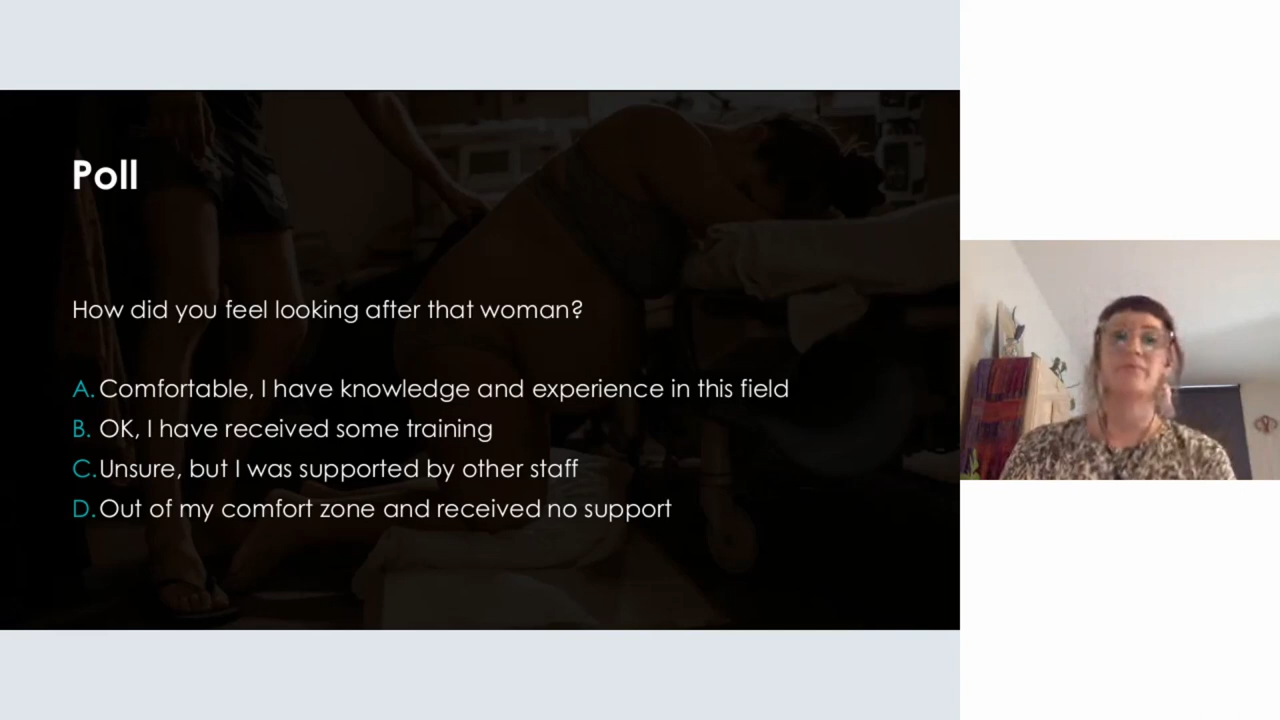 Poll
How did you feel looking after that woman?
A. Comfortable, I have knowledge and experience in this field
B. OK, I have received some training
C. Unsure, but I was supported by other staff
D. Out of my comfort zone and received no support